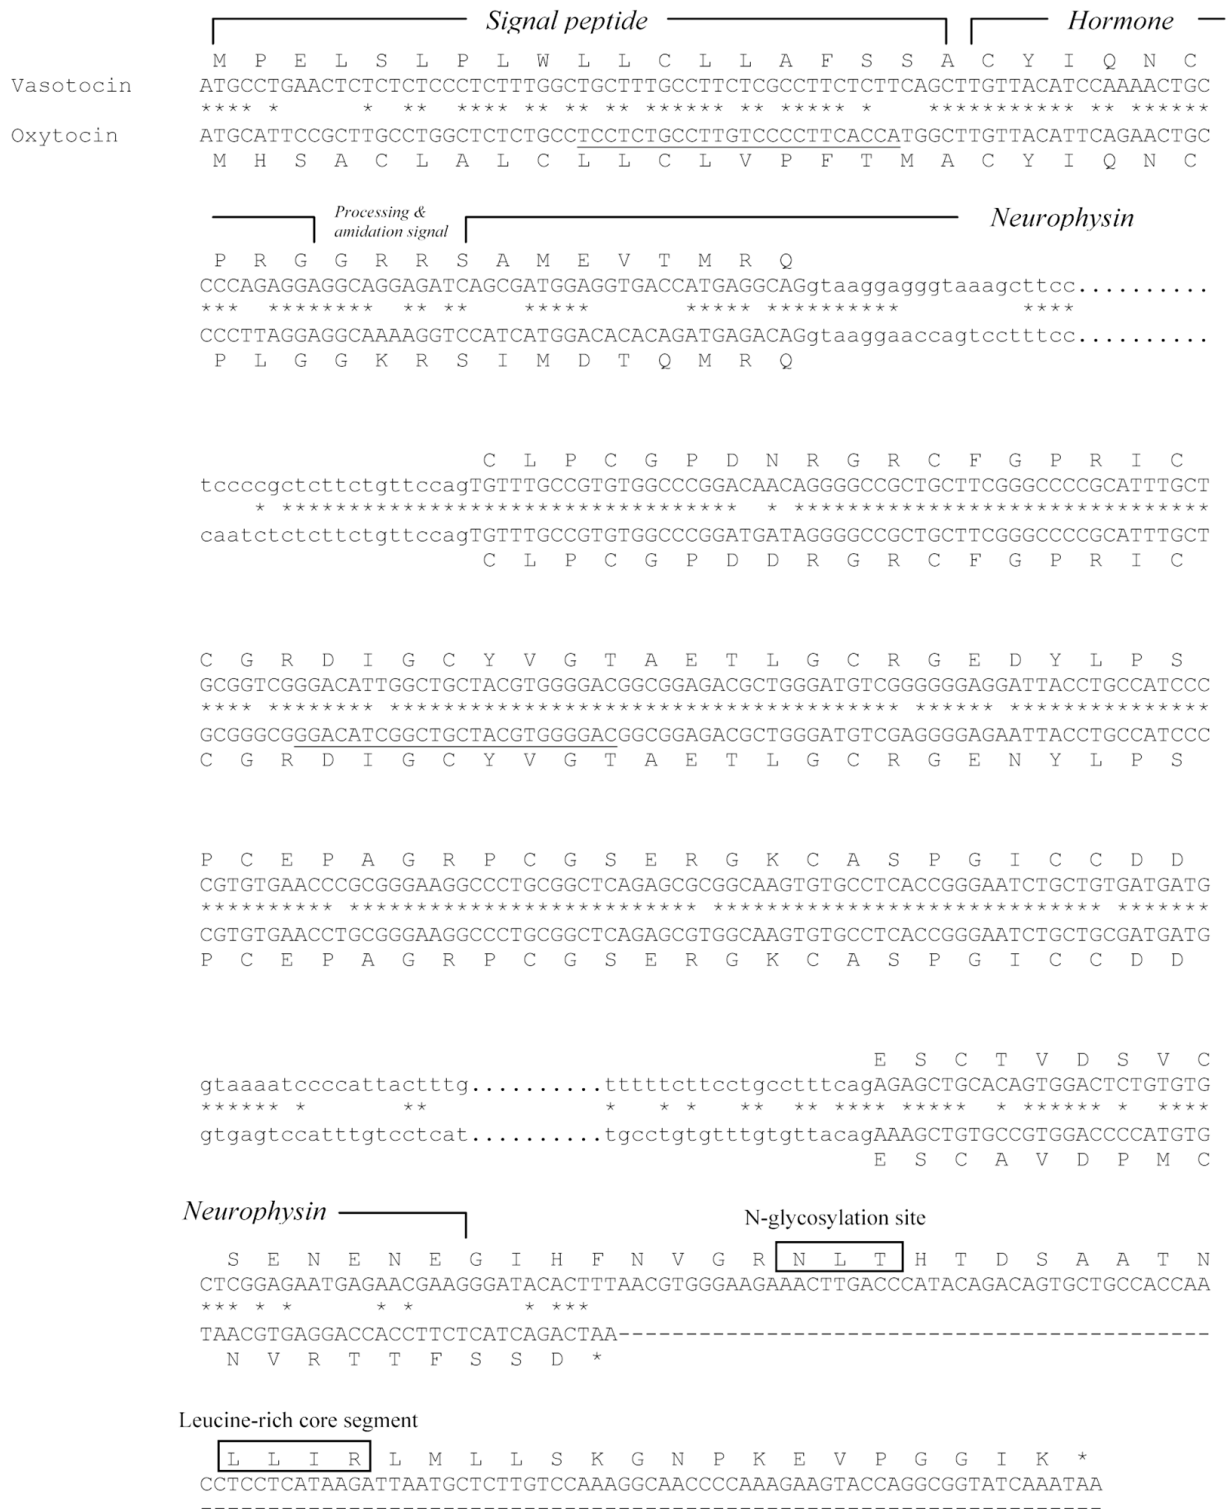 Signal peptide Hormone
M P E L S L P L W L L C L L A F S S A C Y I Q N C
Vasotocin ATGCCTGAACTCTCTCTCCCTCTTTGGCTGCTTTGCCTTCTCGCCTTCTCTTCAGCTTGTTACATCCAAAACTGC
**** * * ** **** ** ** ****** ** ***** * *********** ** ******
Oxytocin ATGCATTCCGCTTGCCTGGCTCTCTGCCTCCTCTGCCTTGTCCCCTTCACCATGGCTTGTTACATTCAGAACTGC
M H S A C L A L C L L C L V P F T M A C Y I Q N C
Processing &
amidation signal
Neurophysin
P R G G R R S A M E V T M R Q
CCCAGAGGAGGCAGGAGATCAGCGATGGAGGTGACCATGAGGCAGgtaaggagggtaaagcttcc..........
*** ******** ** ** ***** ***** ********** ****
CCCTTAGGAGGCAAAAGGTCCATCATGGACACACAGATGAGACAGgtaaggaaccagtcctttcc..........
P L G G K R S I M D T Q M R Q
C L P C G P D N R G R C F G P R I C
tccccgctcttctgttccagTGTTTGCCGTGTGGCCCGGACAACAGGGGCCGCTGCTTCGGGCCCCGCATTTGCT
* ********************************** * *******************************
caatctctcttctgttccagTGTTTGCCGTGTGGCCCGGATGATAGGGGCCGCTGCTTCGGGCCCCGCATTTGCT
C L P C G P D D R G R C F G P R I C
C G R D I G C Y V G T A E T L G C R G E D Y L P S
GCGGTCGGGACATTGGCTGCTACGTGGGGACGGCGGAGACGCTGGGATGTCGGGGGGAGGATTACCTGCCATCCC
**** ******** ************************************** ****** ****************
GCGGGCGGGACATCGGCTGCTACGTGGGGACGGCGGAGACGCTGGGATGTCGAGGGGAGAATTACCTGCCATCCC
C G R D I G C Y V G T A E T L G C R G E N Y L P S
P C E P A G R P C G S E R G K C A S P G I C C D D
CGTGTGAACCCGCGGGAAGGCCCTGCGGCTCAGAGCGCGGCAAGTGTGCCTCACCGGGAATCTGCTGTGATGATG
********** ************************** ***************************** *******
CGTGTGAACCTGCGGGAAGGCCCTGCGGCTCAGAGCGTGGCAAGTGTGCCTCACCGGGAATCTGCTGCGATGATG
P C E P A G R P C G S E R G K C A S P G I C C D D
E S C T V D S V C
gtaaaatccccattactttg..........tttttcttcctgcctttcagAGAGCTGCACAGTGGACTCTGTGTG
****** * ** * * * ** ** **** ***** * ****** * ****
gtgagtccatttgtcctcat..........tgcctgtgtttgtgttacagAAAGCTGTGCCGTGGACCCCATGTG
E S C A V D P M C
Neurophysin
N-glycosylation site
S E N E N E G I H F N V G R N L T H T D S A A T N
CTCGGAGAATGAGAACGAAGGGATACACTTTAACGTGGGAAGAAACTTGACCCATACAGACAGTGCTGCCACCAA
*** * * * * * ***
TAACGTGAGGACCACCTTCTCATCAGACTAA--------------------------------------------
N V R T T F S S D *
Leucine-rich core segment
L L I R L M L L S K G N P K E V P G G I K *
CCTCCTCATAAGATTAATGCTCTTGTCCAAAGGCAACCCCAAAGAAGTACCAGGCGGTATCAAATAA
-------------------------------------------------------------------